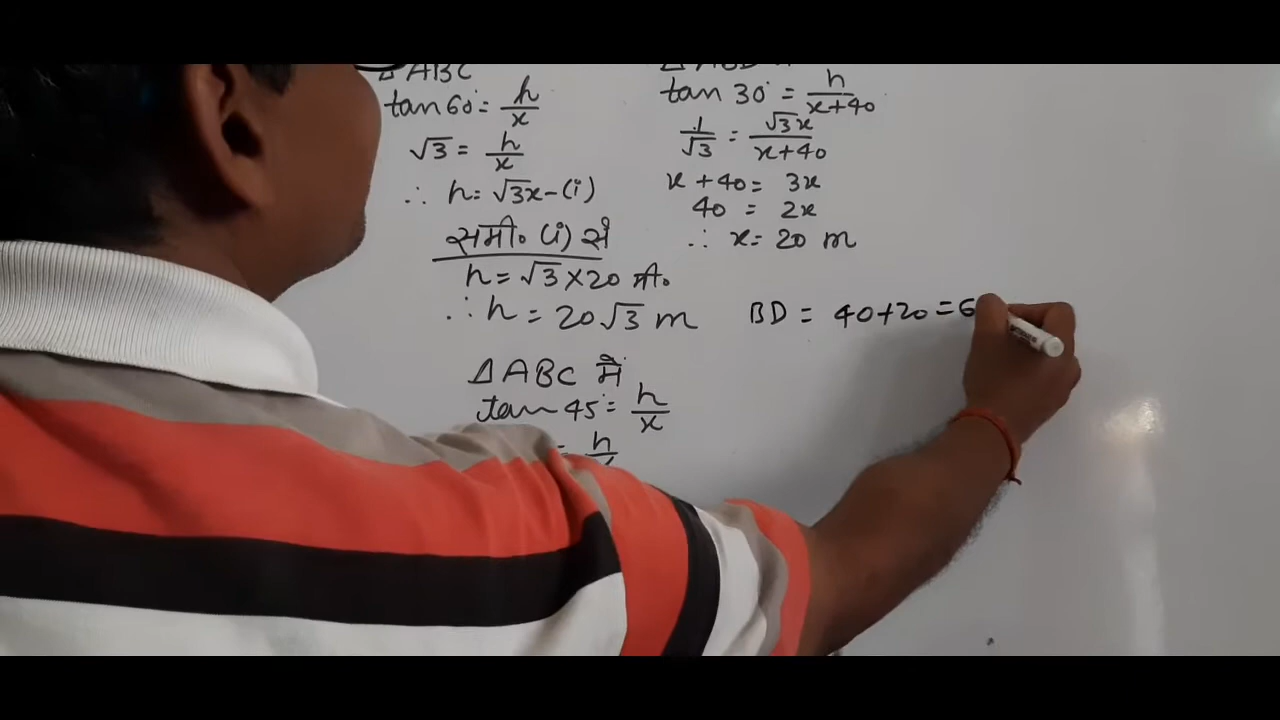 Δ ABC
tan 60° = h/x
√3 = h/x
∴ h = √3x - (i)
समी० (i) से
h = √3 × 20 मी०
∴ h = 20√3 m
Δ ABC में
tan 45° = h/x
= h/
tan 30° = h/x+40
1/√3 = √3x/x+40
x + 40 = 3x
40 = 2x
∴ x = 20 m
BD = 40+20 = 6